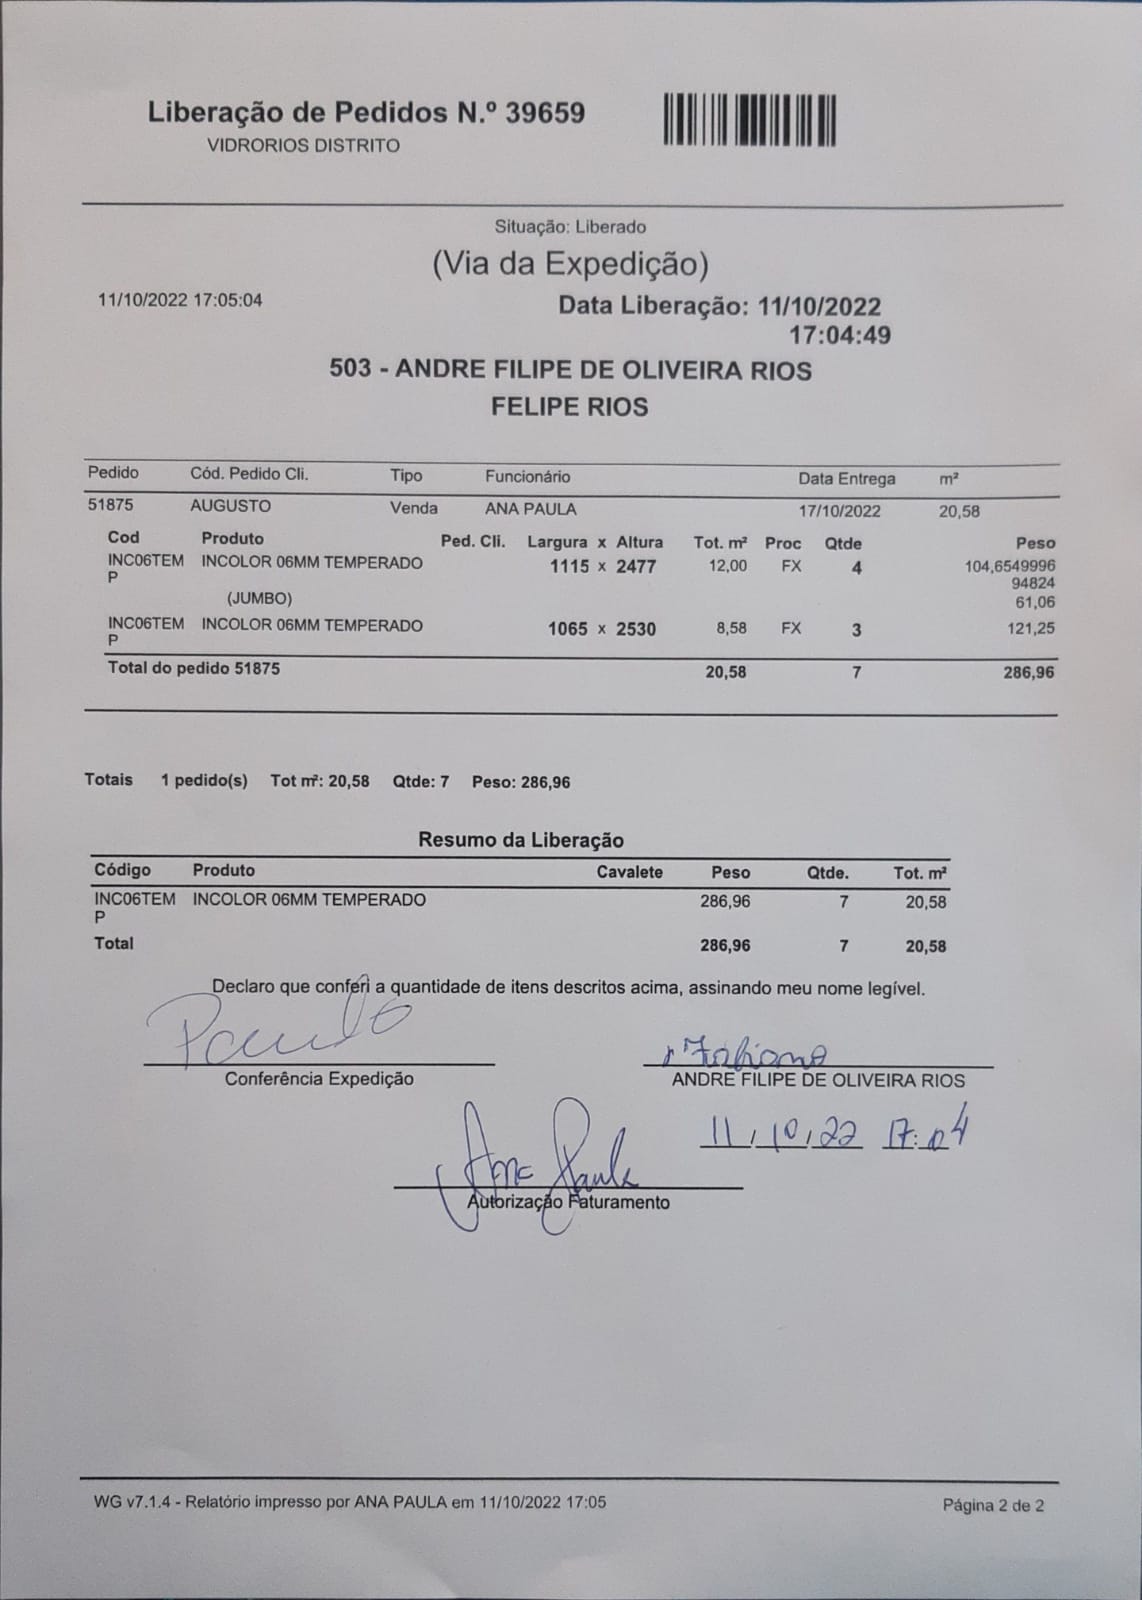 Liberação de Pedidos N.º 39659
VIDRORIOS DISTRITO
Situação: Liberado
(Via da Expedição)
11/10/2022 17:05:04
Data Liberação: 11/10/2022
17:04:49
503 - ANDRE FILIPE DE OLIVEIRA RIOS
FELIPE RIOS
Pedido Cód. Pedido Cli. Tipo Funcionário Data Entrega m²
51875 AUGUSTO Venda ANA PAULA 17/10/2022 20,58
Cod Produto Ped. Cli. Largura x Altura Tot. m² Proc Qtde Peso
INC06TEM INCOLOR 06MM TEMPERADO 1115 x 2477 12,00 FX 4 104,6549996
P 94824
(JUMBO) 61,06
INC06TEM INCOLOR 06MM TEMPERADO 1065 x 2530 8,58 FX 3 121,25
P
Total do pedido 51875 20,58 7 286,96
Totais 1 pedido(s) Tot m²: 20,58 Qtde: 7 Peso: 286,96
Resumo da Liberação
Código Produto Cavalete Peso Qtde. Tot. m²
INC06TEM INCOLOR 06MM TEMPERADO 286,96 7 20,58
P
Total 286,96 7 20,58
Declaro que conferi a quantidade de itens descritos acima, assinando meu nome legível.
Paulo
Fabiano
Conferência Expedição
ANDRE FILIPE DE OLIVEIRA RIOS
11/10/22 17:04
Ana Paula
Autorização Faturamento
WG v7.1.4 - Relatório impresso por ANA PAULA em 11/10/2022 17:05
Página 2 de 2